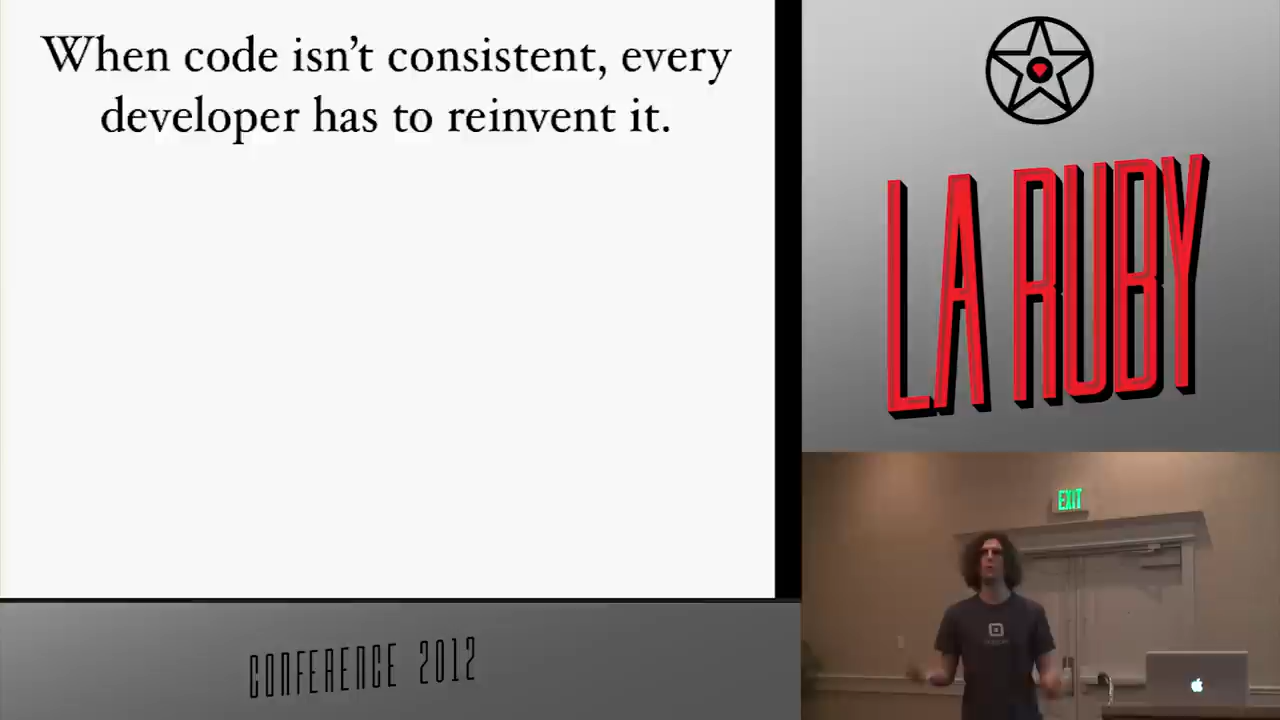 When code isn't consistent, every
developer has to reinvent it.
LA RUBY
EXIT
CONFERENCE 2012